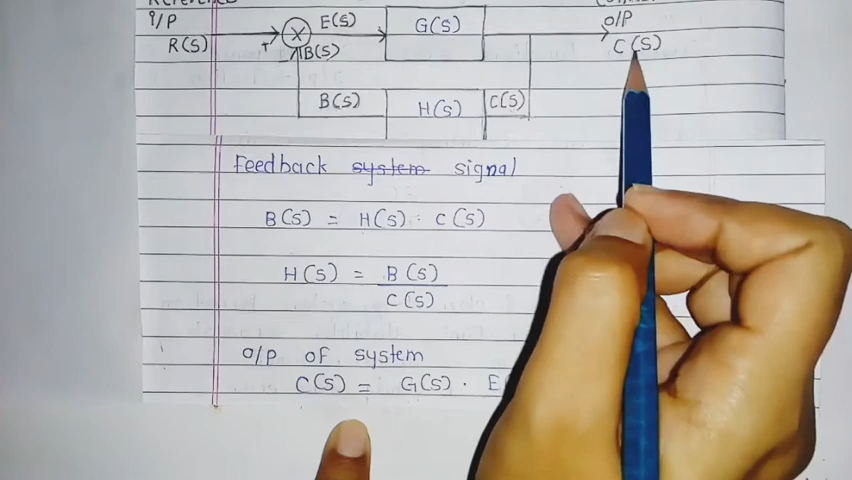 i/P
E(S)
G(S)
O/P
R(S)
+
B(S)
C(S)
B(S)
H(S)
C(S)
Feedback system signal
B(S) = H(S) · C(S)
H(S) = B(S)
C(S)
O/P of system
C(S) = G(S) · E